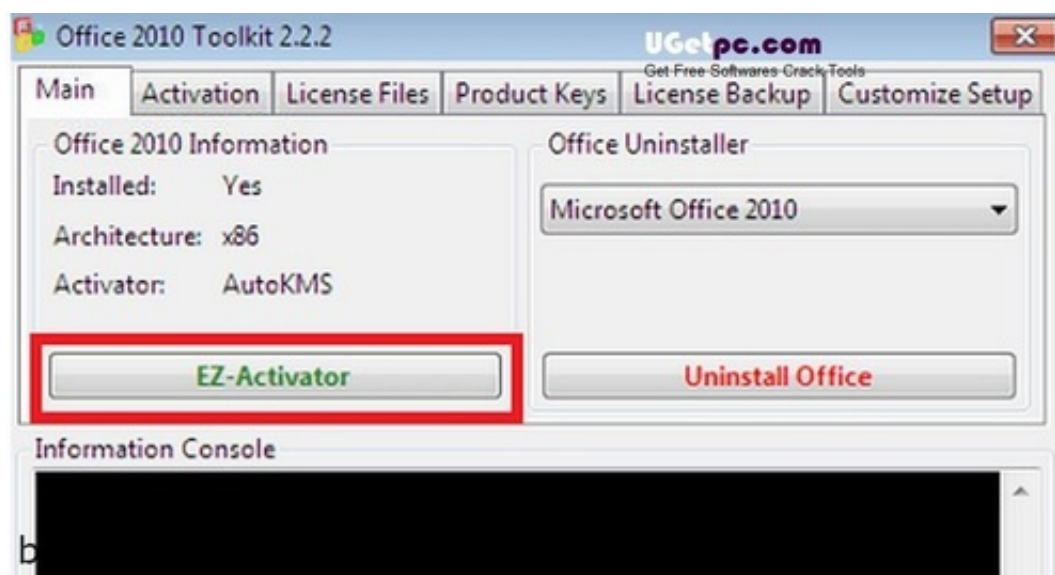 Office 2010 Toolkit 2.2.2
UGetpc.com
Get Free Softwares Crack Tools
Main Activation License Files Product Keys License Backup Customize Setup
Office 2010 Information
Installed: Yes
Architecture: x86
Activator: AutoKMS
EZ-Activator
Office Uninstaller
Microsoft Office 2010
Uninstall Office
Information Console
b